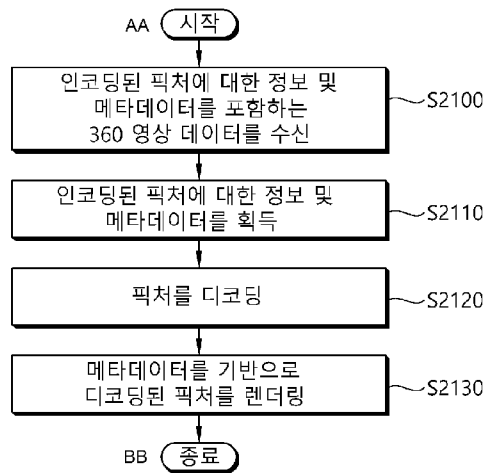 AA 시작
인코딩된 픽처에 대한 정보 및
메타데이터를 포함하는
360 영상 데이터를 수신
S2100
인코딩된 픽처에 대한 정보 및
메타데이터를 획득
S2110
픽처를 디코딩
S2120
메타데이터를 기반으로
디코딩된 픽처를 렌더링
S2130
BB 종료